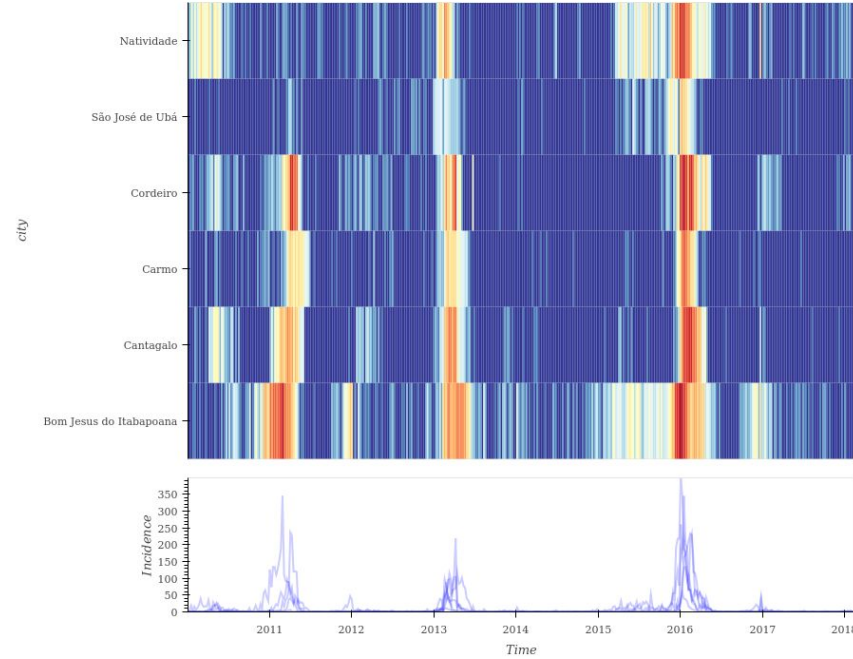 Natividade
São José de Ubá
Cordeiro
city
Carmo
Cantagalo
Bom Jesus do Itabapoana
Incidence
350
300
250
200
150
100
50
0
2011 2012 2013 2014 2015 2016 2017 2018
Time